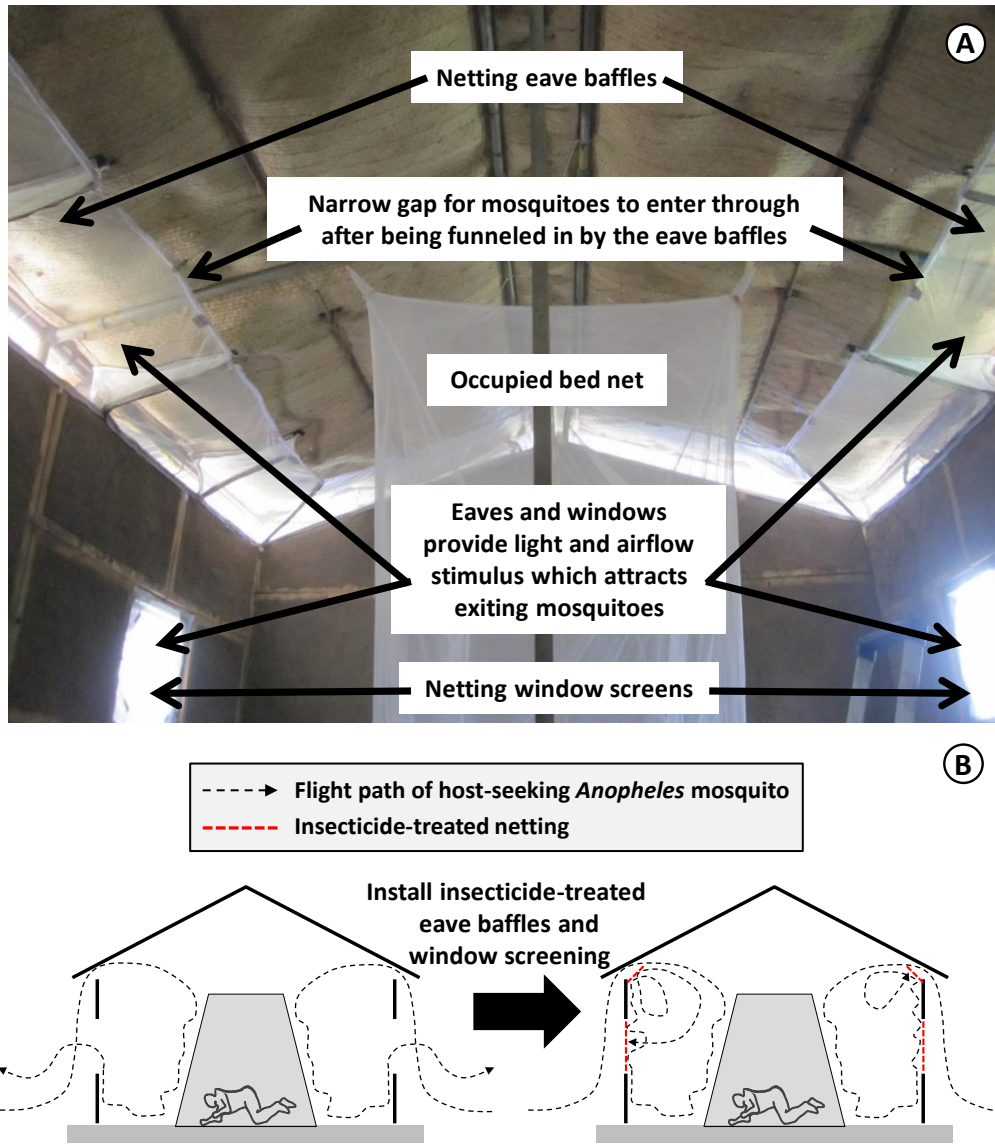 A
Netting eave baffles
Narrow gap for mosquitoes to enter through
after being funneled in by the eave baffles
Occupied bed net
Eaves and windows
provide light and airflow
stimulus which attracts
exiting mosquitoes
Netting window screens
B
Flight path of host-seeking Anopheles mosquito
Insecticide-treated netting
Install insecticide-treated
eave baffles and
window screening